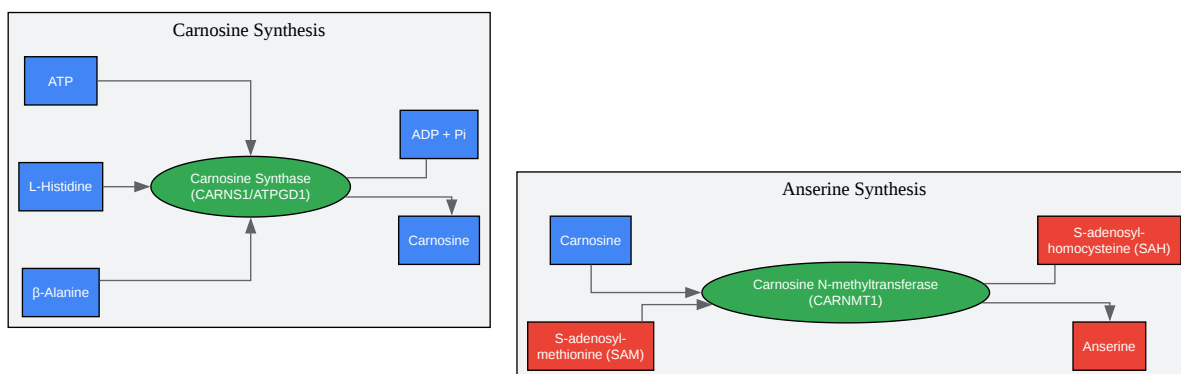 Carnosine Synthesis
ATP
ADP + Pi
L-Histidine
Carnosine Synthase
(CARNS1/ATPGD1)
Carnosine
β-Alanine
Anserine Synthesis
Carnosine
S-adenosyl-
homocysteine (SAH)
Carnosine N-methyltransferase
(CARNMT1)
S-adenosyl-
methionine (SAM)
Anserine